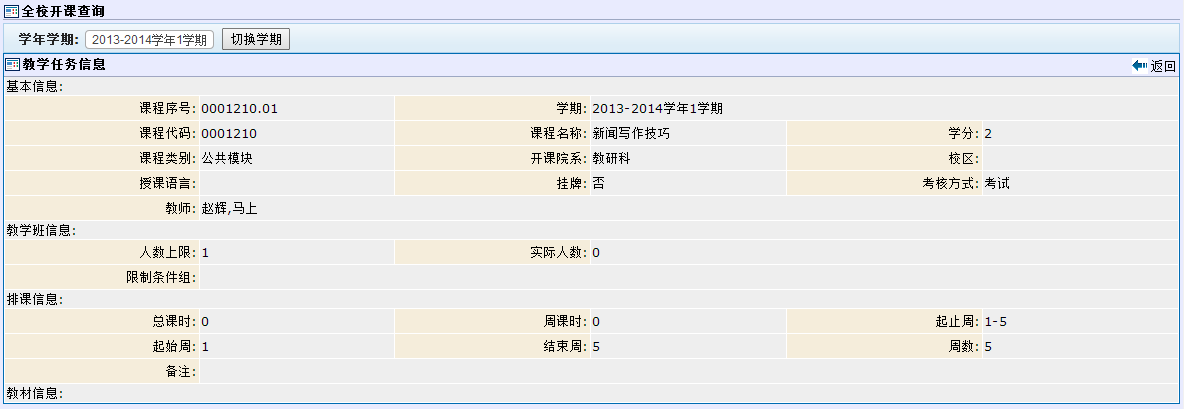 全校开课查询
学年学期: 2013-2014学年1学期 切换学期
教学任务信息 返回
基本信息:
课程序号: 0001210.01 学期: 2013-2014学年1学期
课程代码: 0001210 课程名称: 新闻写作技巧 学分: 2
课程类别: 公共模块 开课院系: 教研科 校区:
授课语言: 挂牌: 否 考核方式: 考试
教师: 赵辉,马上
教学班信息:
人数上限: 1 实际人数: 0
限制条件组:
排课信息:
总课时: 0 周课时: 0 起止周: 1-5
起始周: 1 结束周: 5 周数: 5
备注:
教材信息: